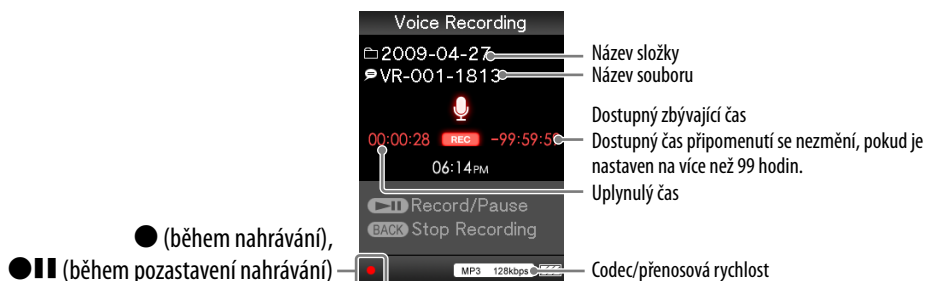 Voice Recording
2009-04-27
Název složky
VR-001-1813
Název souboru
Dostupný zbývající čas
00:00:28 REC -99:59:59
Dostupný čas připomenutí se nezmění, pokud je
nastaven na více než 99 hodin.
06:14PM
Uplynulý čas
Record/Pause
BACK Stop Recording
(během nahrávání),
(během pozastavení nahrávání)
MP3 128kbps
Codec/přenosová rychlost